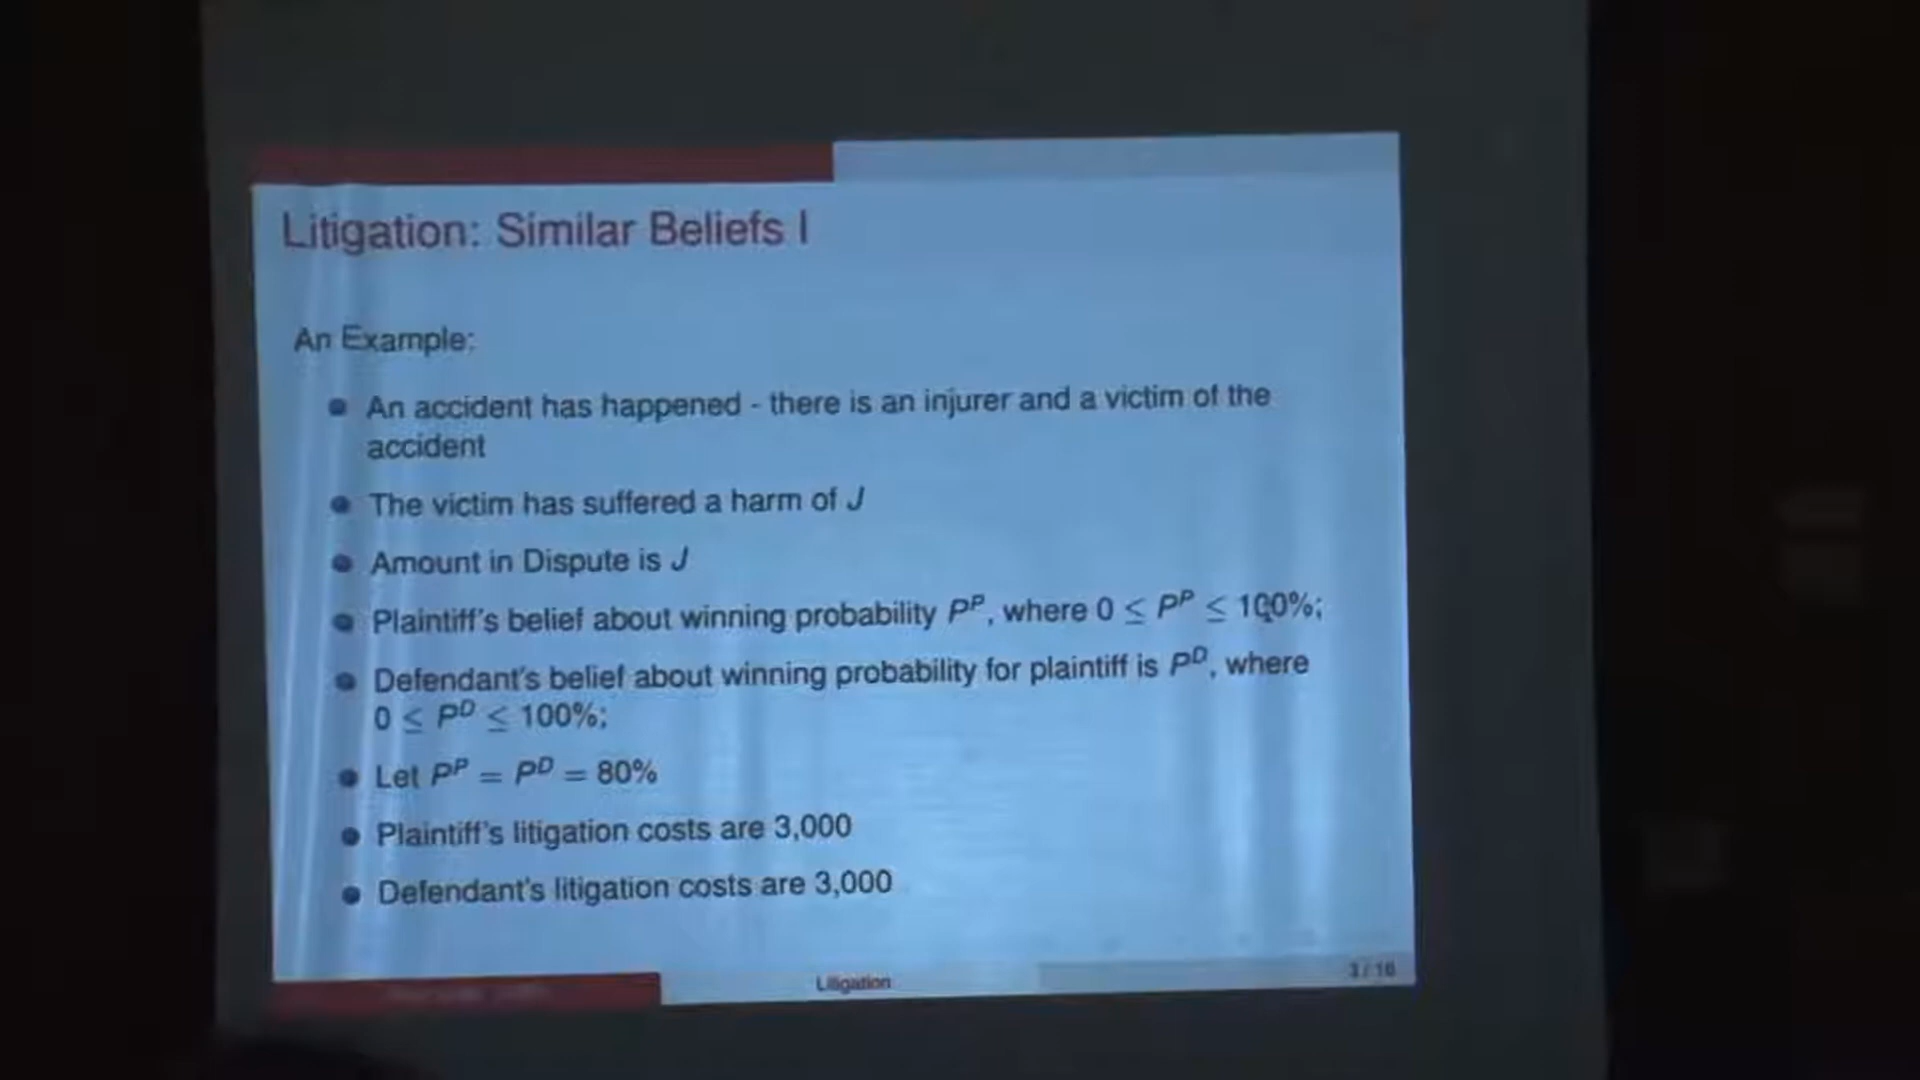 Litigation: Similar Beliefs I
An Example:
An accident has happened - there is an injurer and a victim of the
accident
The victim has suffered a harm of J
Amount in Dispute is J
Plaintiff's belief about winning probability P^P, where 0 ≤ P^P ≤ 100%;
Defendant's belief about winning probability for plaintiff is P^D, where
0 ≤ P^D ≤ 100%;
Let P^P = P^D = 80%
Plaintiff's litigation costs are 3,000
Defendant's litigation costs are 3,000
Litigation
3 / 16